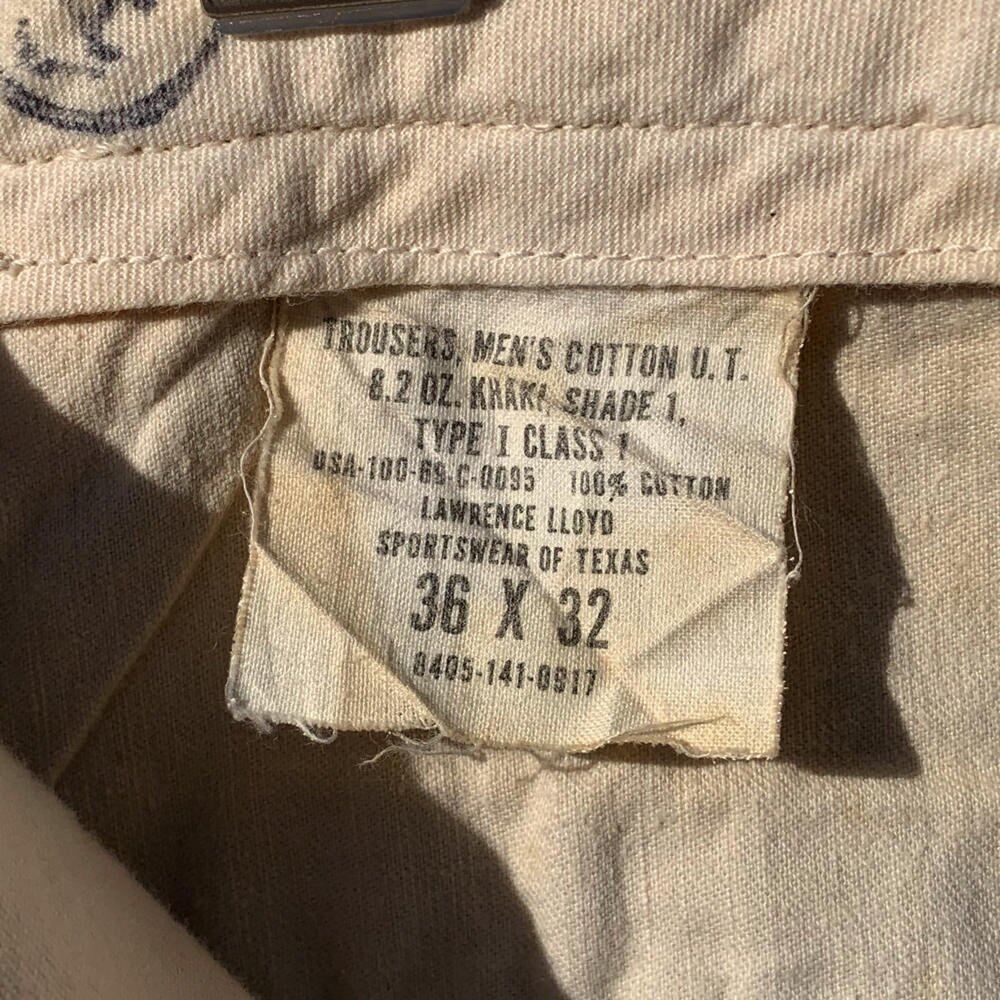 TROUSERS, MEN'S COTTON U.T.
8.2 OZ. KHAKI, SHADE 1,
TYPE I CLASS 1
DSA-100-69-C-0095 100% COTTON
LAWRENCE LLOYD
SPORTSWEAR OF TEXAS
36 X 32
8405-141-0817